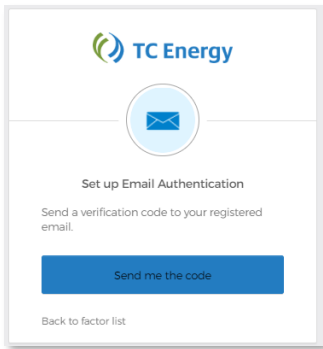 TC Energy
Set up Email Authentication
Send a verification code to your registered
email.
Send me the code
Back to factor list